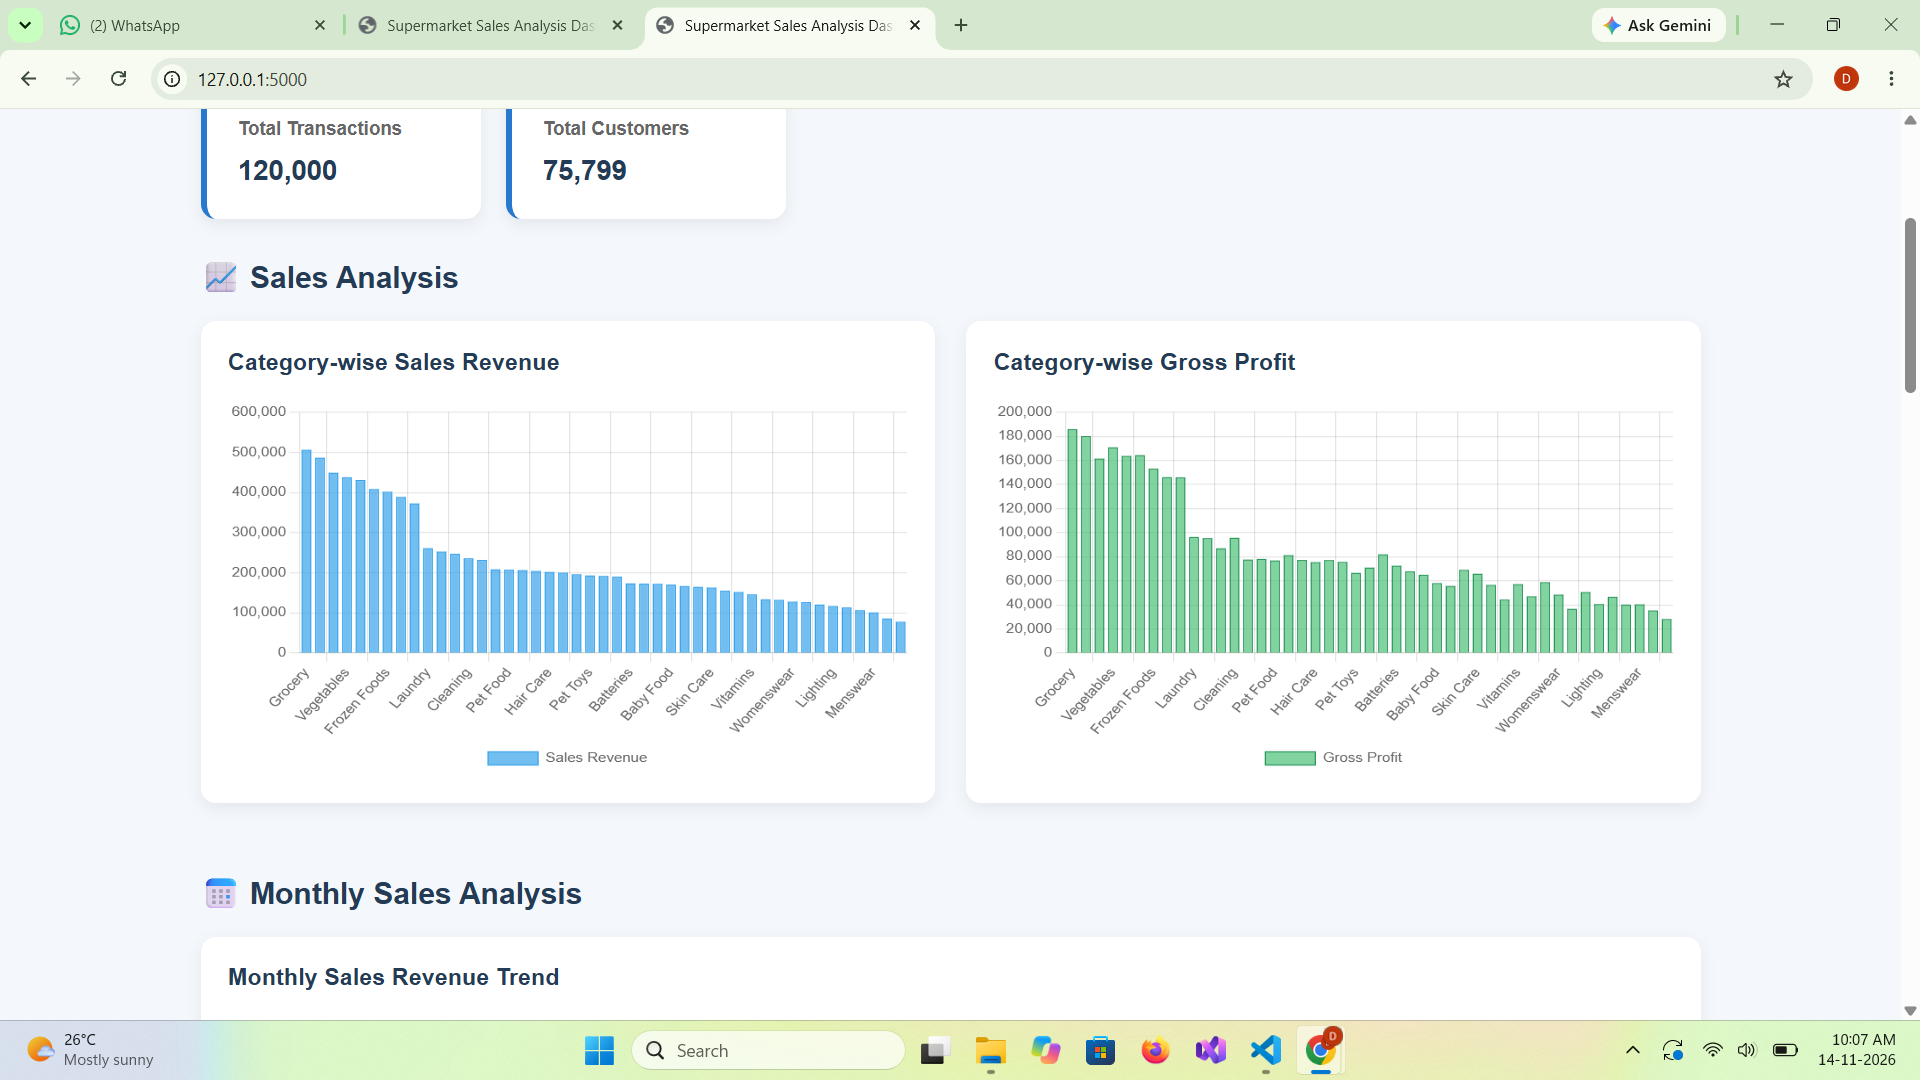 (2) WhatsApp
Supermarket Sales Analysis Das
Supermarket Sales Analysis Das
Ask Gemini
127.0.0.1:5000
D
Total Transactions
120,000
Total Customers
75,799
Sales Analysis
Category-wise Sales Revenue
600,000
500,000
400,000
300,000
200,000
100,000
0
Grocery
Vegetables
Frozen Foods
Laundry
Cleaning
Pet Food
Hair Care
Pet Toys
Batteries
Baby Food
Skin Care
Vitamins
Womenswear
Lighting
Menswear
Sales Revenue
Category-wise Gross Profit
200,000
180,000
160,000
140,000
120,000
100,000
80,000
60,000
40,000
20,000
0
Grocery
Vegetables
Frozen Foods
Laundry
Cleaning
Pet Food
Hair Care
Pet Toys
Batteries
Baby Food
Skin Care
Vitamins
Womenswear
Lighting
Menswear
Gross Profit
Monthly Sales Analysis
Monthly Sales Revenue Trend
26°C
Mostly sunny
Search
D
10:07 AM
14-11-2026